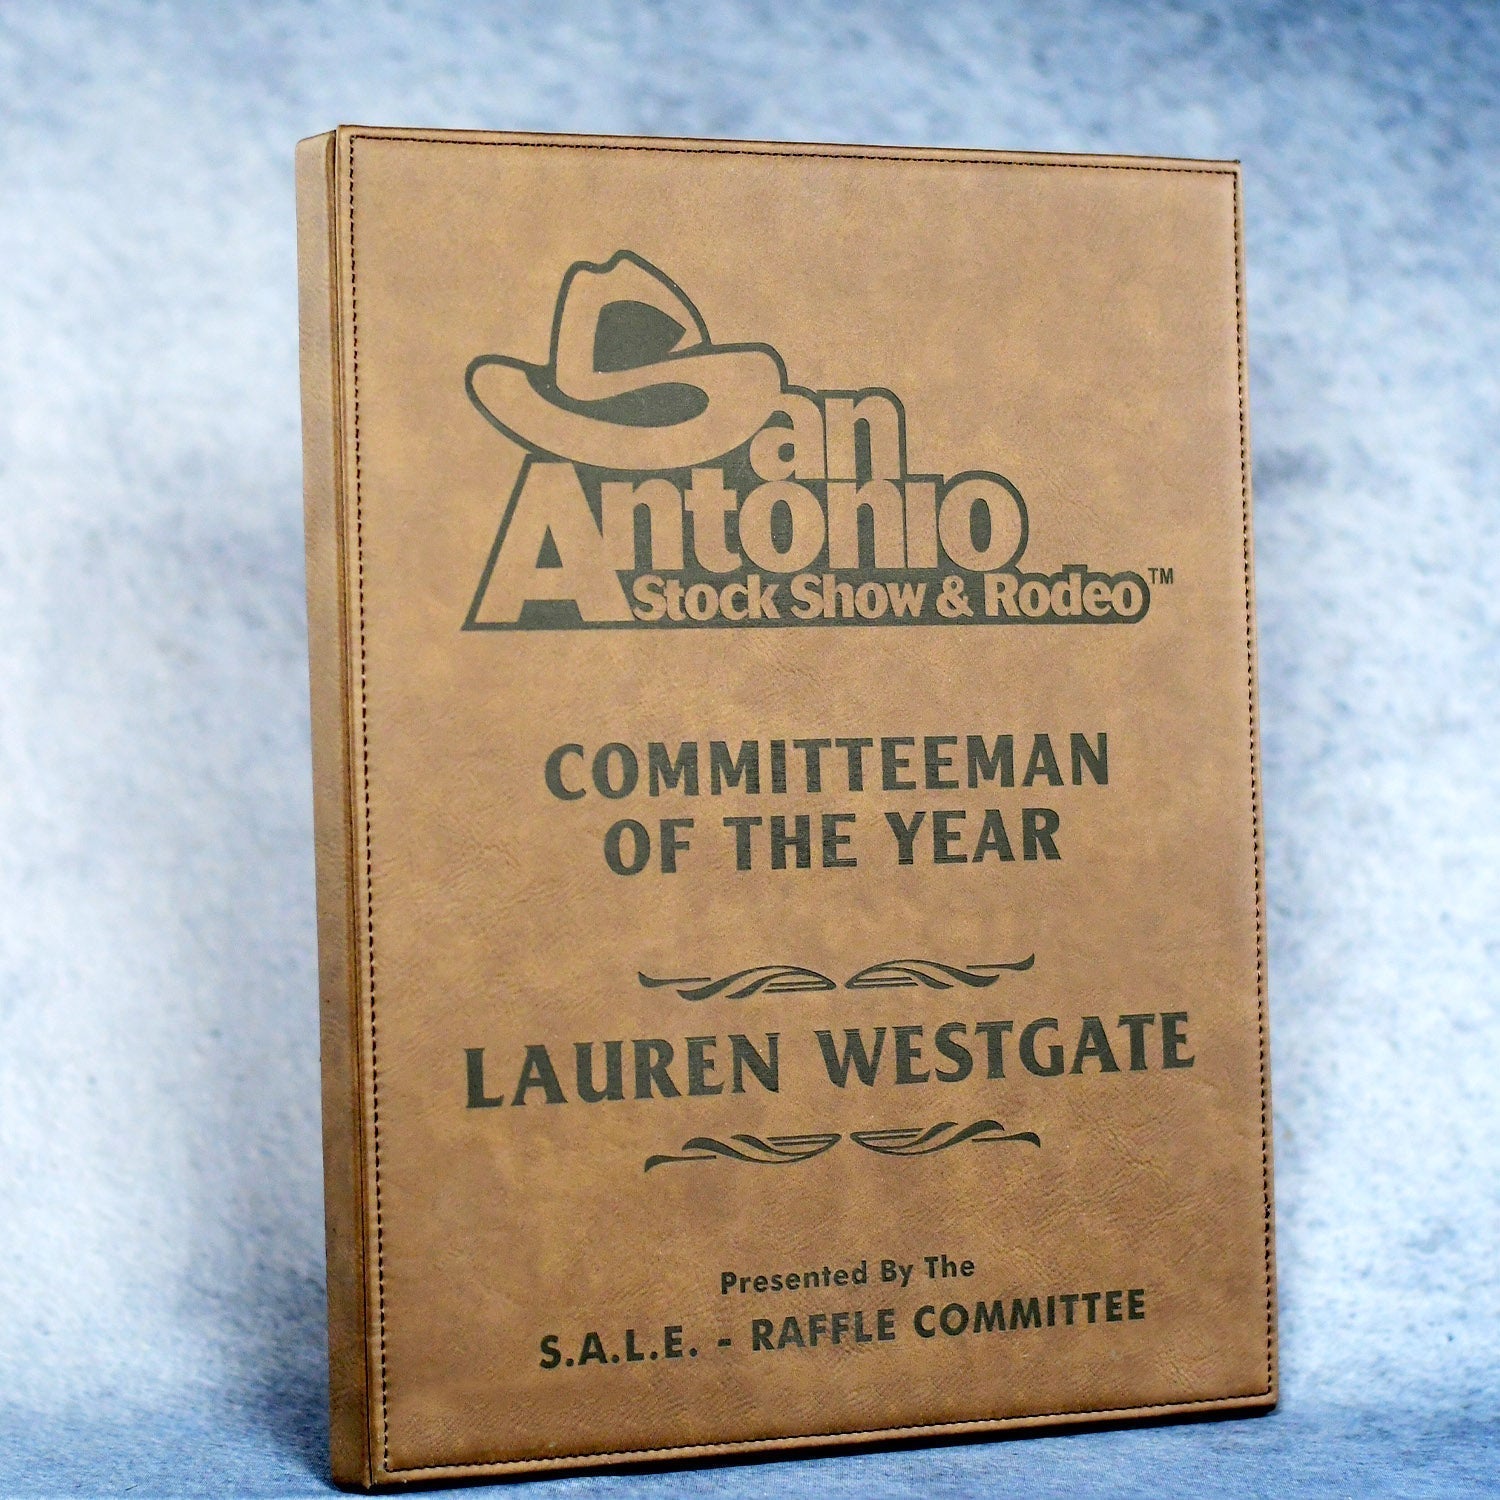 San
Antonio
Stock Show & Rodeo™
COMMITTEEMAN
OF THE YEAR
LAUREN WESTGATE
Presented By The
S.A.L.E. - RAFFLE COMMITTEE